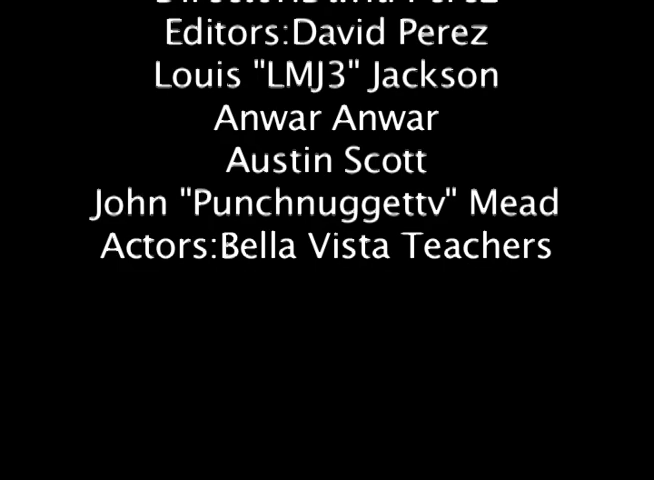 Editors:David Perez
Louis "LMJ3" Jackson
Anwar Anwar
Austin Scott
John "Punchnuggettv" Mead
Actors:Bella Vista Teachers